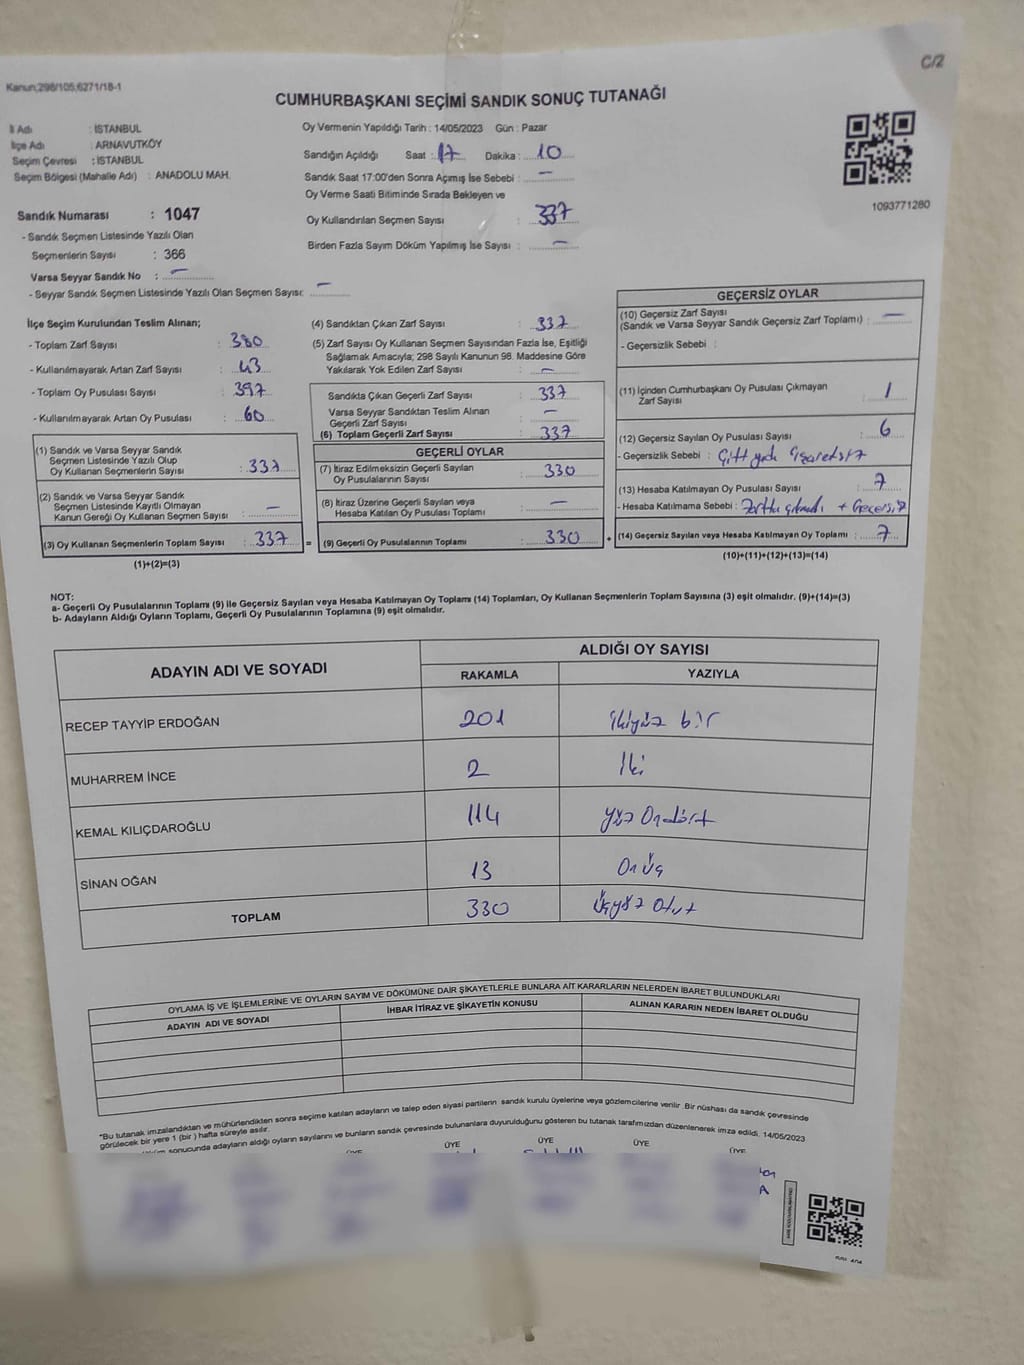 C/2
Kanun;298/105,6271/18-1
CUMHURBAŞKANI SEÇİMİ SANDIK SONUÇ TUTANAĞI
İl Adı : İSTANBUL
İlçe Adı : ARNAVUTKÖY
Seçim Çevresi : İSTANBUL
Seçim Bölgesi (Mahalle Adı) : ANADOLU MAH.
Sandık Numarası : 1047
- Sandık Seçmen Listesinde Yazılı Olan
Seçmenlerin Sayısı : 366
Varsa Seyyar Sandık No : —
- Seyyar Sandık Seçmen Listesinde Yazılı Olan Seçmen Sayısı: —
Oy Vermenin Yapıldığı Tarih : 14/05/2023 Gün : Pazar
Sandığın Açıldığı Saat : 17 Dakika : 10
Sandık Saat 17:00'den Sonra Açımış İse Sebebi : —
Oy Verme Saati Bitiminde Sırada Bekleyen ve
Oy Kullandırılan Seçmen Sayısı : 337
Birden Fazla Sayım Döküm Yapılmış İse Sayısı : —
1093771280
İlçe Seçim Kurulundan Teslim Alınan;
- Toplam Zarf Sayısı : 380
- Kullanılmayarak Artan Zarf Sayısı : 43
- Toplam Oy Pusulası Sayısı : 397
- Kullanılmayarak Artan Oy Pusulası : 60
(1) Sandık ve Varsa Seyyar Sandık
Seçmen Listesinde Yazılı Olup
Oy Kullanan Seçmenlerin Sayısı : 337
(2) Sandık ve Varsa Seyyar Sandık
Seçmen Listesinde Kayıtlı Olmayan
Kanun Gereği Oy Kullanan Seçmen Sayısı : —
(3) Oy Kullanan Seçmenlerin Toplam Sayısı : 337 =
(1)+(2)=(3)
(4) Sandıktan Çıkan Zarf Sayısı : 337
(5) Zarf Sayısı Oy Kullanan Seçmen Sayısından Fazla İse, Eşitliği
Sağlamak Amacıyla; 298 Sayılı Kanunun 98. Maddesine Göre
Yakılarak Yok Edilen Zarf Sayısı : —
Sandıkta Çıkan Geçerli Zarf Sayısı : 337
Varsa Seyyar Sandıktan Teslim Alınan
Geçerli Zarf Sayısı : —
(6) Toplam Geçerli Zarf Sayısı : 337
GEÇERLİ OYLAR
(7) İtiraz Edilmeksizin Geçerli Sayılan
Oy Pusulalarının Sayısı : 330
(8) İtiraz Üzerine Geçerli Sayılan veya
Hesaba Katılan Oy Pusulası Toplamı : —
(9) Geçerli Oy Pusulalarının Toplamı : 330 +
GEÇERSİZ OYLAR
(10) Geçersiz Zarf Sayısı
(Sandık ve Varsa Seyyar Sandık Geçersiz Zarf Toplamı) : —
- Geçersizlik Sebebi :
(11) İçinden Cumhurbaşkanı Oy Pusulası Çıkmayan
Zarf Sayısı : 1
(12) Geçersiz Sayılan Oy Pusulası Sayısı : 6
- Geçersizlik Sebebi :
(13) Hesaba Katılmayan Oy Pusulası Sayısı : 7
- Hesaba Katılmama Sebebi : + Geçersiz
(14) Geçersiz Sayılan veya Hesaba Katılmayan Oy Toplamı : 7
(10)+(11)+(12)+(13)=(14)
NOT:
a- Geçerli Oy Pusulalarının Toplamı (9) ile Geçersiz Sayılan veya Hesaba Katılmayan Oy Toplamı (14) Toplamları, Oy Kullanan Seçmenlerin Toplam Sayısına (3) eşit olmalıdır. (9)+(14)=(3)
b- Adayların Aldığı Oyların Toplamı, Geçerli Oy Pusulalarının Toplamına (9) eşit olmalıdır.
ADAYIN ADI VE SOYADI ALDIĞI OY SAYISI
RAKAMLA YAZIYLA
RECEP TAYYİP ERDOĞAN 201 ikiyüz bir
MUHARREM İNCE 2 İki
KEMAL KILIÇDAROĞLU 114 yüz Ondört
SİNAN OĞAN 13 Onüç
TOPLAM 330 Üçyüz Otuz
OYLAMA İŞ VE İŞLEMLERİNE VE OYLARIN SAYIM VE DÖKÜMÜNE DAİR ŞİKAYETLERLE BUNLARA AİT KARARLARIN NELERDEN İBARET BULUNDUKLARI
ADAYIN ADI VE SOYADI İHBAR İTİRAZ VE ŞİKAYETİN KONUSU ALINAN KARARIN NEDEN İBARET OLDUĞU
"Bu tutanak imzalandıktan ve mühürlendikten sonra seçime katılan adayların ve talep eden siyasi partilerin sandık kurulu üyelerine veya gözlemcilerine verilir. Bir nüshası da sandık çevresinde
görülecek bir yere 1 (bir) hafta süreyle asılır.
sonucunda adayların aldığı oyların sayılarını ve bunların sandık çevresinde bulunanlara duyurulduğunu gösteren bu tutanak tarafımızdan düzenlenerek imza edildi. 14/05/2023
ÜYE ÜYE ÜYE ÜYE ÜYE